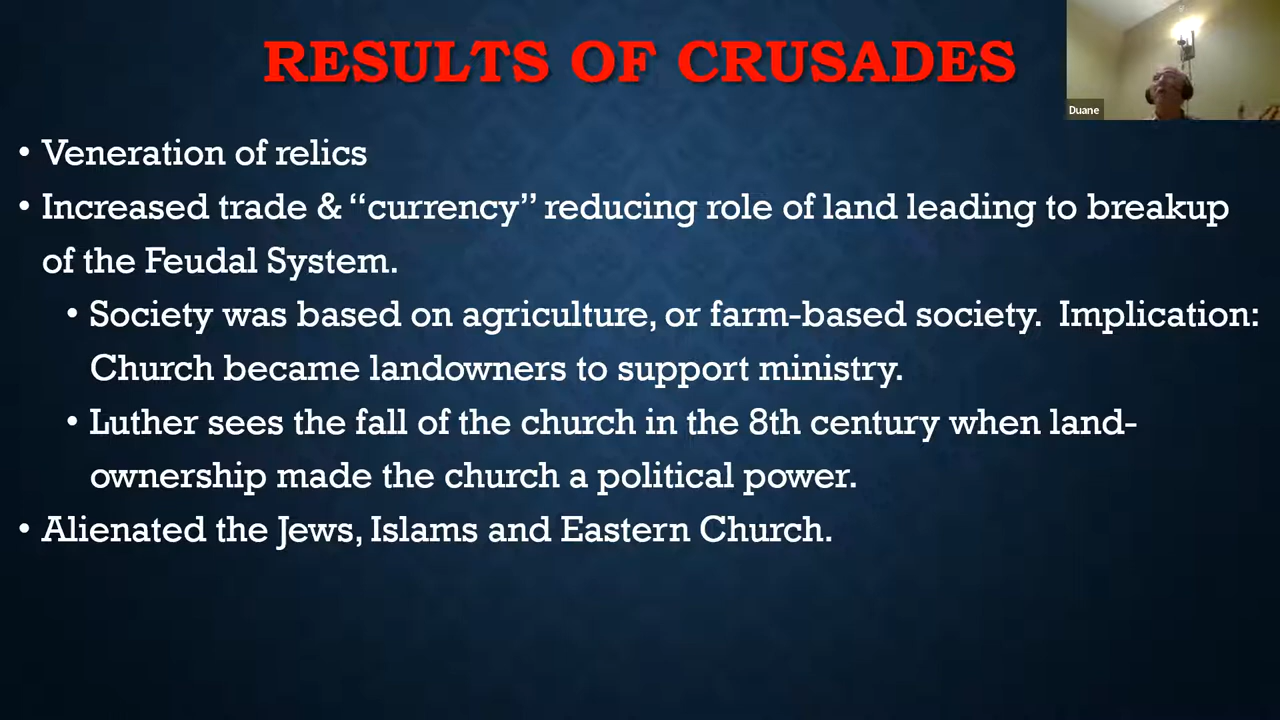 RESULTS OF CRUSADES
Duane
• Veneration of relics
• Increased trade & “currency” reducing role of land leading to breakup
of the Feudal System.
• Society was based on agriculture, or farm-based society. Implication:
Church became landowners to support ministry.
• Luther sees the fall of the church in the 8th century when land-
ownership made the church a political power.
• Alienated the Jews, Islams and Eastern Church.